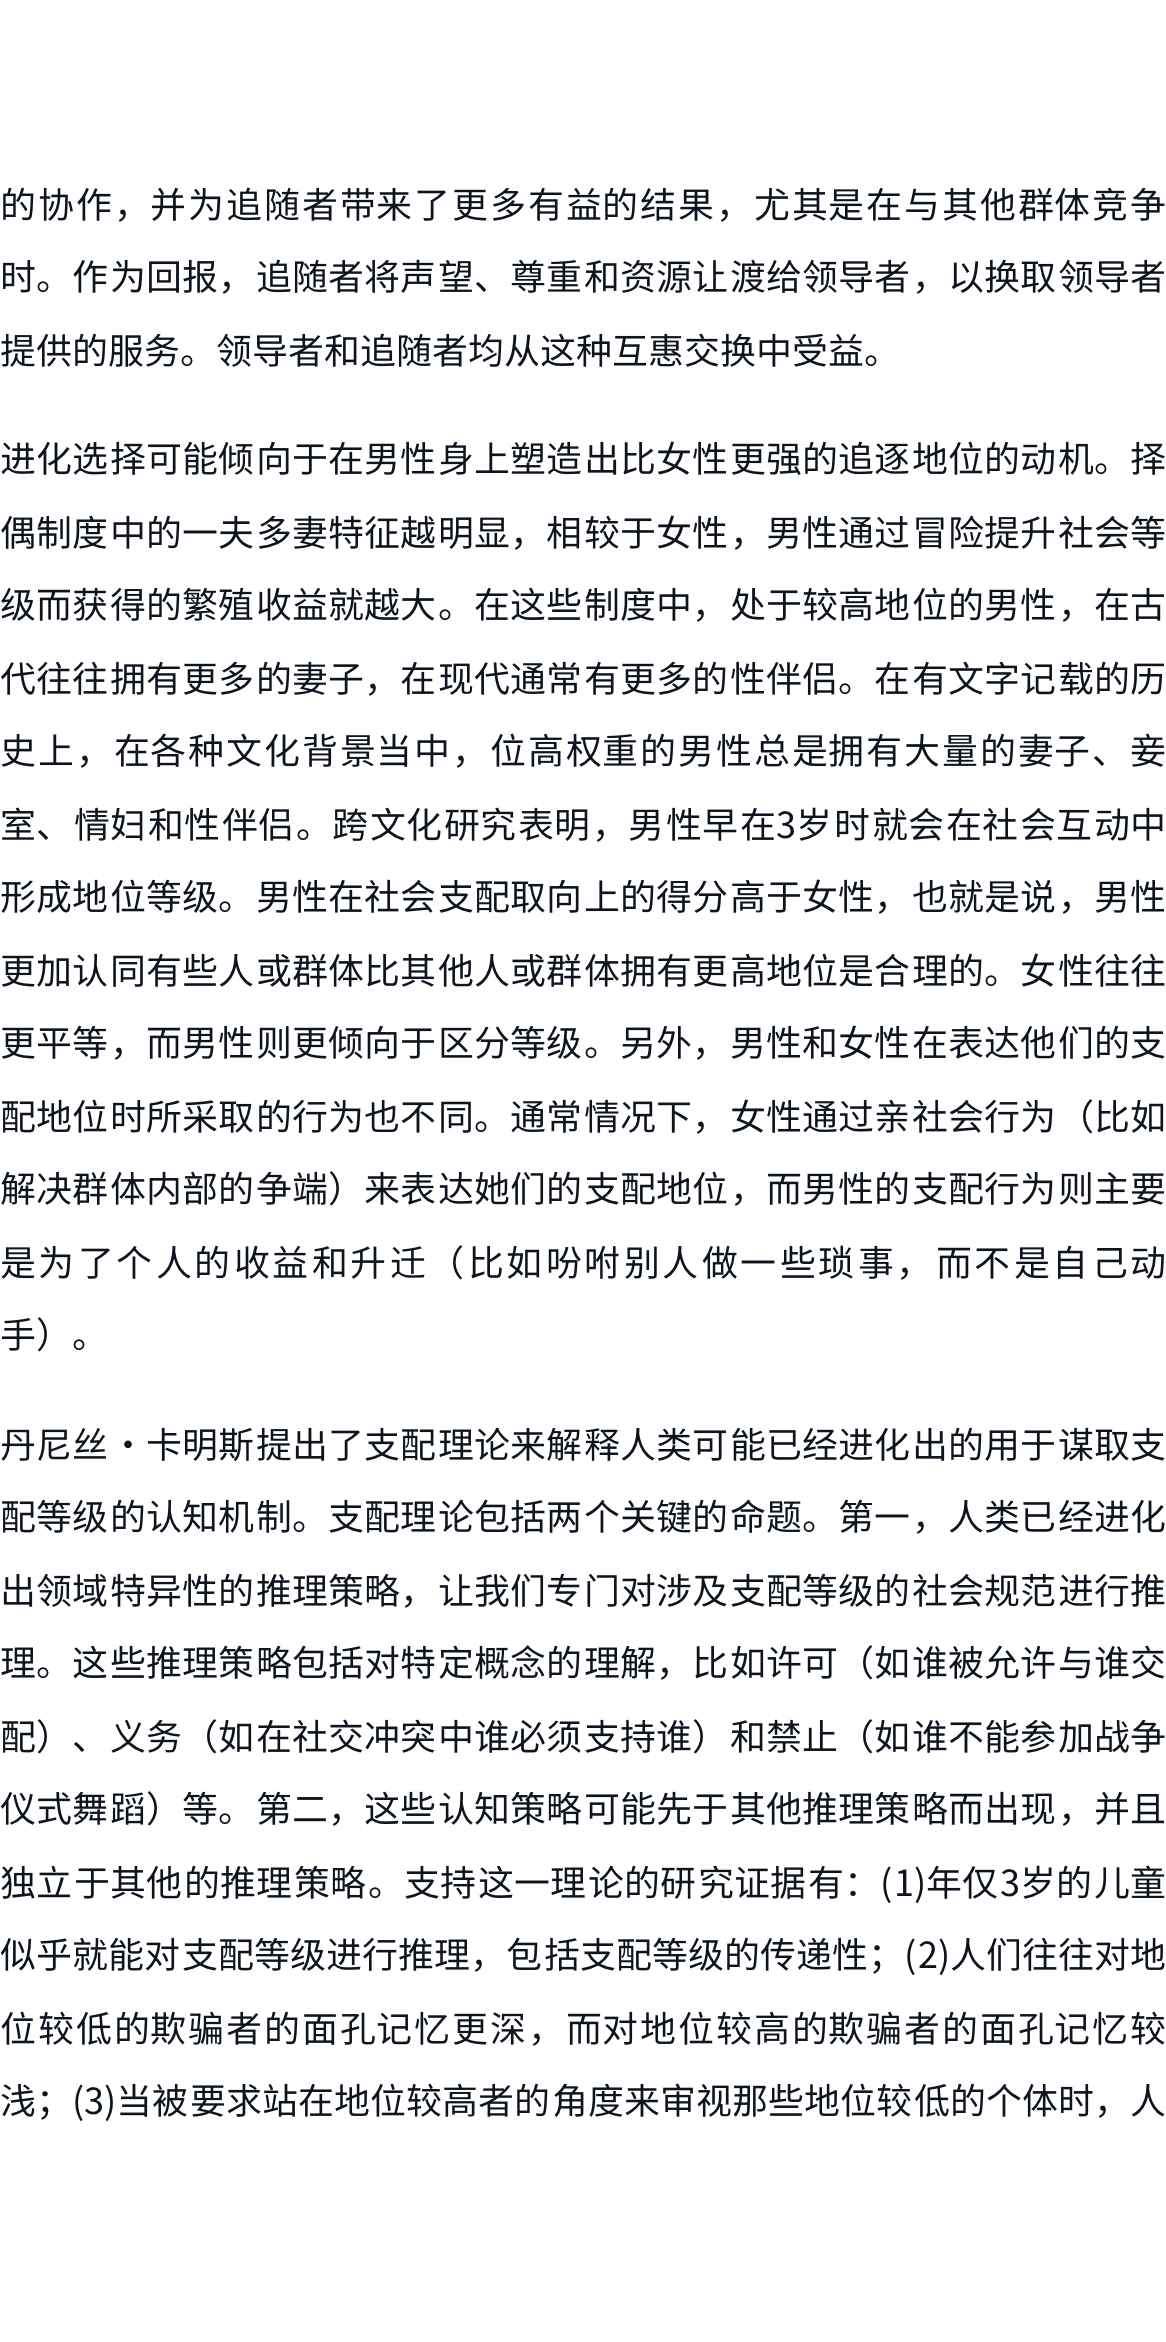 的协作，并为追随者带来了更多有益的结果，尤其是在与其他群体竞争
时。作为回报，追随者将声望、尊重和资源让渡给领导者，以换取领导者
提供的服务。领导者和追随者均从这种互惠交换中受益。
进化选择可能倾向于在男性身上塑造出比女性更强的追逐地位的动机。择
偶制度中的一夫多妻特征越明显，相较于女性，男性通过冒险提升社会等
级而获得的繁殖收益就越大。在这些制度中，处于较高地位的男性，在古
代往往拥有更多的妻子，在现代通常有更多的性伴侣。在有文字记载的历
史上，在各种文化背景当中，位高权重的男性总是拥有大量的妻子、妾
室、情妇和性伴侣。跨文化研究表明，男性早在3岁时就会在社会互动中
形成地位等级。男性在社会支配取向上的得分高于女性，也就是说，男性
更加认同有些人或群体比其他人或群体拥有更高地位是合理的。女性往往
更平等，而男性则更倾向于区分等级。另外，男性和女性在表达他们的支
配地位时所采取的行为也不同。通常情况下，女性通过亲社会行为（比如
解决群体内部的争端）来表达她们的支配地位，而男性的支配行为则主要
是为了个人的收益和升迁（比如吩咐别人做一些琐事，而不是自己动
手）。
丹尼丝·卡明斯提出了支配理论来解释人类可能已经进化出的用于谋取支
配等级的认知机制。支配理论包括两个关键的命题。第一，人类已经进化
出领域特异性的推理策略，让我们专门对涉及支配等级的社会规范进行推
理。这些推理策略包括对特定概念的理解，比如许可（如谁被允许与谁交
配）、义务（如在社交冲突中谁必须支持谁）和禁止（如谁不能参加战争
仪式舞蹈）等。第二，这些认知策略可能先于其他推理策略而出现，并且
独立于其他的推理策略。支持这一理论的研究证据有：(1)年仅3岁的儿童
似乎就能对支配等级进行推理，包括支配等级的传递性；(2)人们往往对地
位较低的欺骗者的面孔记忆更深，而对地位较高的欺骗者的面孔记忆较
浅；(3)当被要求站在地位较高者的角度来审视那些地位较低的个体时，人